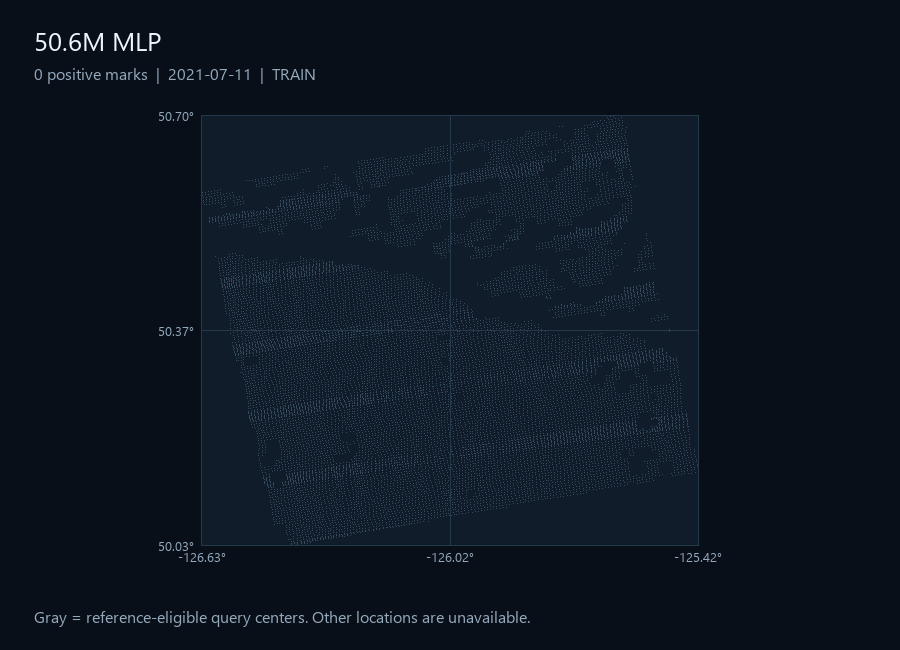 50.6M MLP
0 positive marks | 2021-07-11 | TRAIN
50.70°
50.37°
50.03°
-126.63°
-126.02°
-125.42°
Gray = reference-eligible query centers. Other locations are unavailable.